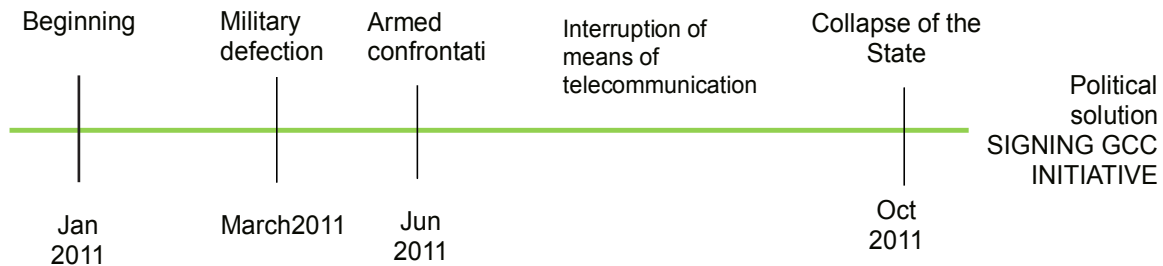 Beginning
Military
defection
Armed
confrontati
Interruption of
means of
telecommunication
Collapse of the
State
Political
solution
SIGNING GCC
INITIATIVE
Jan
2011
March2011
Jun
2011
Oct
2011